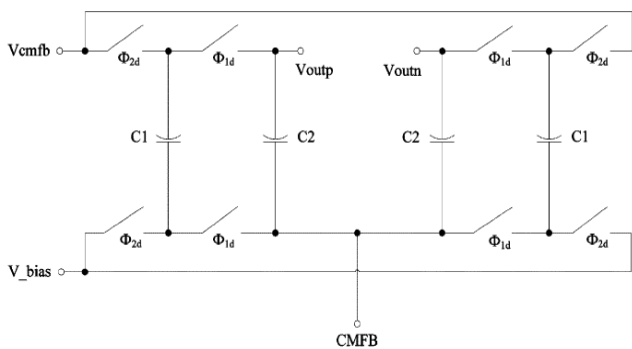 Vcmfb
Φ2d
Φ1d
Voutp
Voutn
Φ1d
Φ2d
C1
C2
C2
C1
Φ2d
Φ1d
Φ1d
Φ2d
V_bias
CMFB